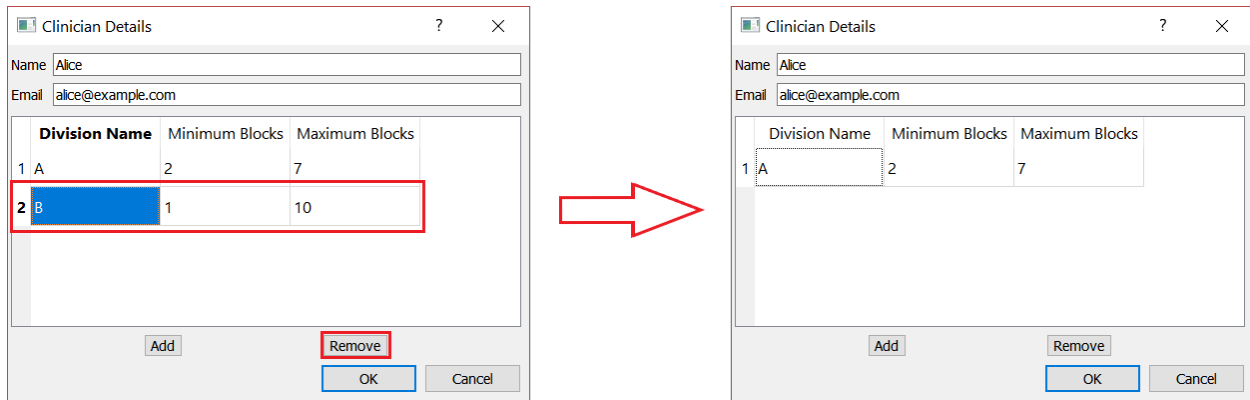 Clinician Details ? ×
Name Alice
Email alice@example.com
Division Name Minimum Blocks Maximum Blocks
1 A 2 7
2 B 1 10
Add Remove
OK Cancel
Clinician Details ? ×
Name Alice
Email alice@example.com
Division Name Minimum Blocks Maximum Blocks
1 A 2 7
Add Remove
OK Cancel